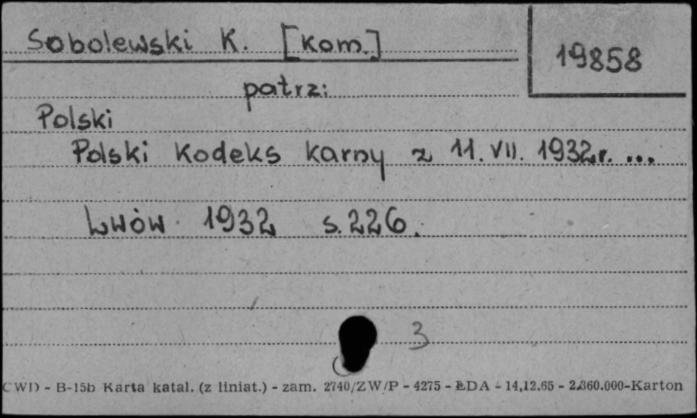 Sobolewski K. [kom.]
19858
patrz:
Polski
Polski kodeks karny z 11. VII. 1932r. ...
Lwów 1932 s. 226.
3
CWD - B-15b Karta katal. (z liniat.) - zam. 2740/ZW/P - 4275 - ŁDA - 14.12.65 - 2.860.000-Karton